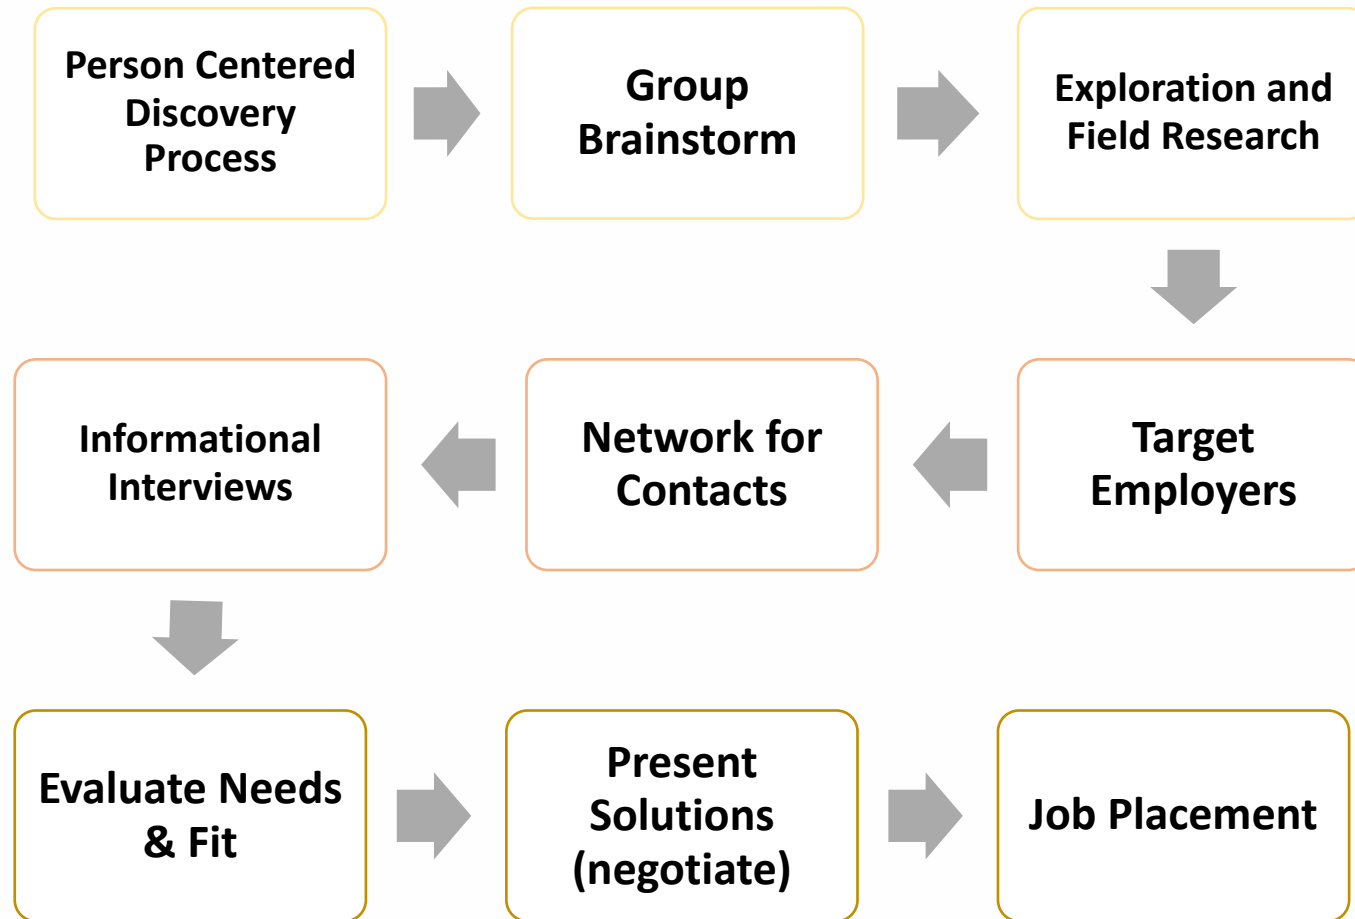 Person Centered
Discovery
Process
Group
Brainstorm
Exploration and
Field Research
Target
Employers
Network for
Contacts
Informational
Interviews
Evaluate Needs
& Fit
Present
Solutions
(negotiate)
Job Placement